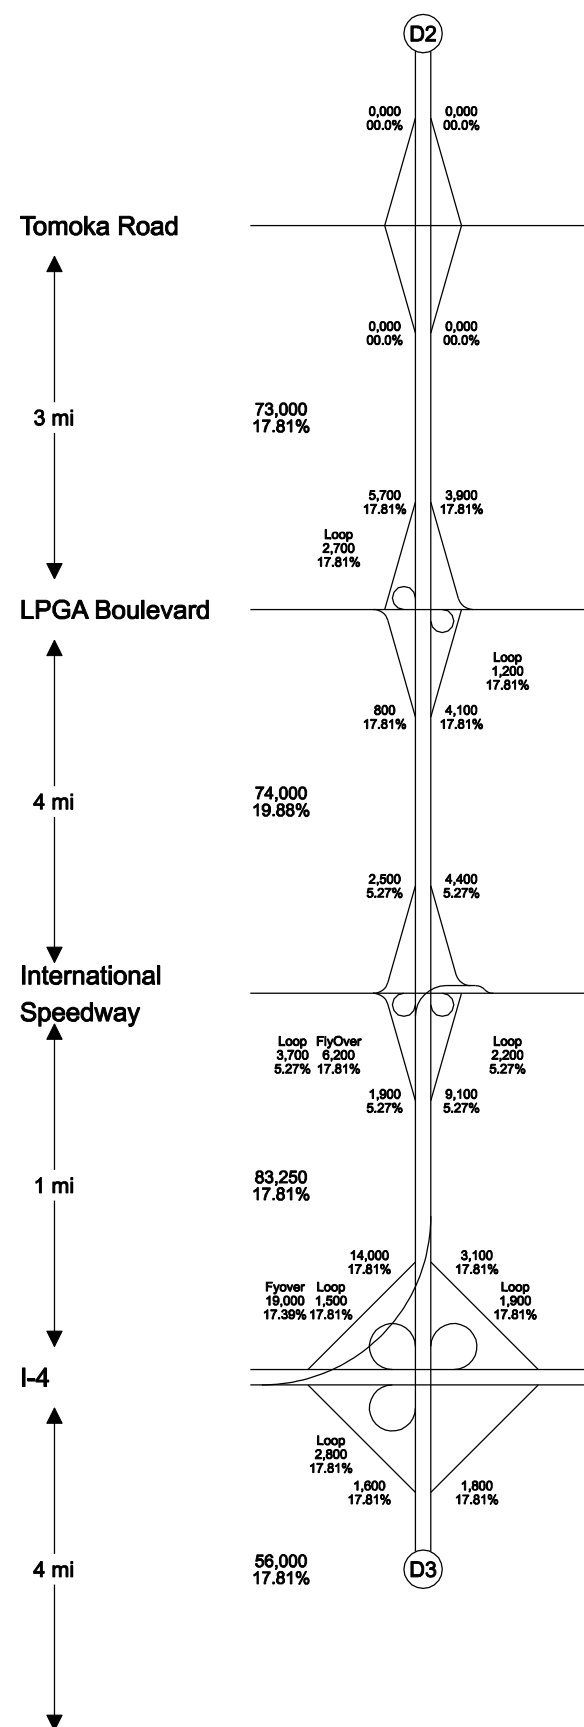 D2
0,000 0,000
00.0% 00.0%
Tomoka Road
0,000 0,000
00.0% 00.0%
3 mi
73,000
17.81%
5,700 3,900
17.81% 17.81%
Loop
2,700
17.81%
LPGA Boulevard
Loop
1,200
17.81%
800 4,100
17.81% 17.81%
4 mi
74,000
19.88%
2,500 4,400
5.27% 5.27%
International
Speedway
Loop FlyOver Loop
3,700 6,200 2,200
5.27% 17.81% 5.27%
1,900 9,100
5.27% 5.27%
1 mi
83,250
17.81%
14,000 3,100
17.81% 17.81%
Fyover Loop Loop
19,000 1,500 1,900
17.39% 17.81% 17.81%
I-4
Loop
2,800
17.81%
1,600 1,800
17.81% 17.81%
4 mi
56,000
17.81%
D3